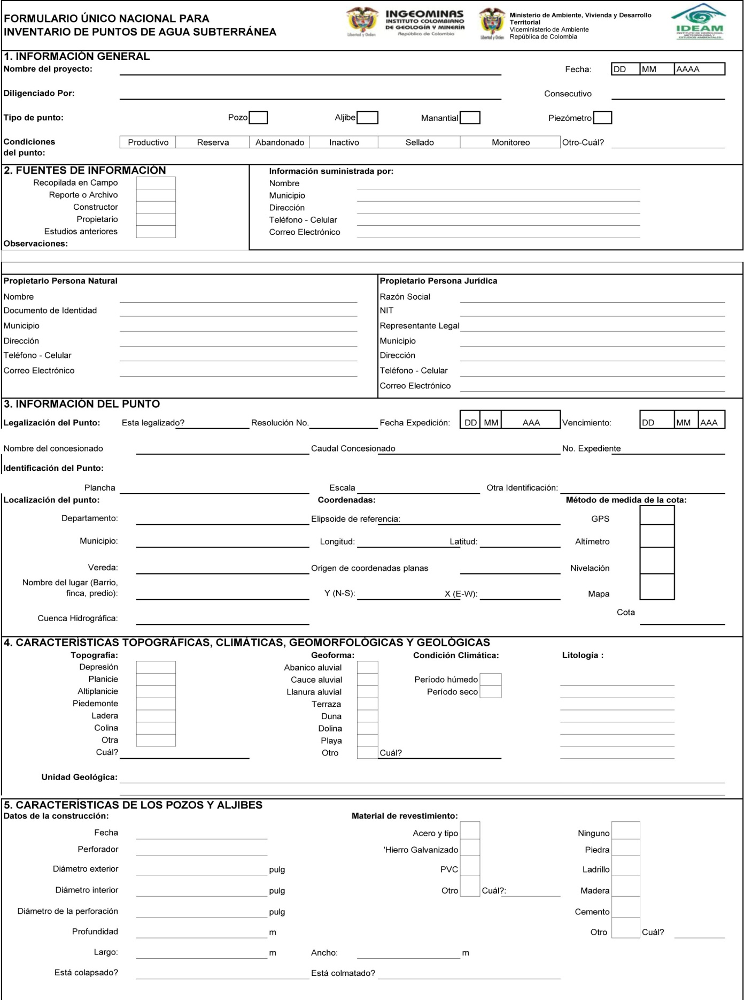 FORMULARIO ÚNICO NACIONAL PARA
INVENTARIO DE PUNTOS DE AGUA SUBTERRÁNEA
Libertad y Orden
INGEOMINAS
INSTITUTO COLOMBIANO
DE GEOLOGÍA Y MINERÍA
República de Colombia
Libertad y Orden
Ministerio de Ambiente, Vivienda y Desarrollo
Territorial
Viceministerio de Ambiente
República de Colombia
IDEAM
INSTITUTO DE HIDROLOGIA,
METEOROLOGIA Y
ESTUDIOS AMBIENTALES
1. INFORMACIÓN GENERAL
Nombre del proyecto: Fecha: DD MM AAAA
Diligenciado Por: Consecutivo
Tipo de punto: Pozo Aljibe Manantial Piezómetro
Condiciones
del punto:
Productivo Reserva Abandonado Inactivo Sellado Monitoreo Otro-Cuál?
2. FUENTES DE INFORMACIÓN
Recopilada en Campo
Reporte o Archivo
Constructor
Propietario
Estudios anteriores
Observaciones:
Información suministrada por:
Nombre
Municipio
Dirección
Teléfono - Celular
Correo Electrónico
Propietario Persona Natural
Nombre
Documento de Identidad
Municipio
Dirección
Teléfono - Celular
Correo Electrónico
Propietario Persona Jurídica
Razón Social
NIT
Representante Legal
Municipio
Dirección
Teléfono - Celular
Correo Electrónico
3. INFORMACIÓN DEL PUNTO
Legalización del Punto: Esta legalizado? Resolución No. Fecha Expedición: DD MM AAA Vencimiento: DD MM AAA
Nombre del concesionado Caudal Concesionado No. Expediente
Identificación del Punto:
Plancha Escala Otra Identificación:
Localización del punto: Coordenadas: Método de medida de la cota:
Departamento: Elipsoide de referencia: GPS
Municipio: Longitud: Latitud: Altímetro
Vereda: Origen de coordenadas planas Nivelación
Nombre del lugar (Barrio,
finca, predio): Y (N-S): X (E-W): Mapa
Cuenca Hidrográfica: Cota
4. CARACTERÍSTICAS TOPOGRÁFICAS, CLIMÁTICAS, GEOMORFOLÓGICAS Y GEOLÓGICAS
Topografía: Geoforma: Condición Climática: Litología :
Depresión Abanico aluvial
Planicie Cauce aluvial Período húmedo
Altiplanicie Llanura aluvial Período seco
Piedemonte Terraza
Ladera Duna
Colina Dolina
Otra Playa
Cuál? Otro Cuál?
Unidad Geológica:
5. CARACTERÍSTICAS DE LOS POZOS Y ALJIBES
Datos de la construcción: Material de revestimiento:
Fecha Acero y tipo Ninguno
Perforador 'Hierro Galvanizado Piedra
Diámetro exterior pulg PVC Ladrillo
Diámetro interior pulg Otro Cuál?: Madera
Diámetro de la perforación pulg Cemento
Profundidad m Otro Cuál?
Largo: m Ancho: m
Está colapsado? Está colmatado?